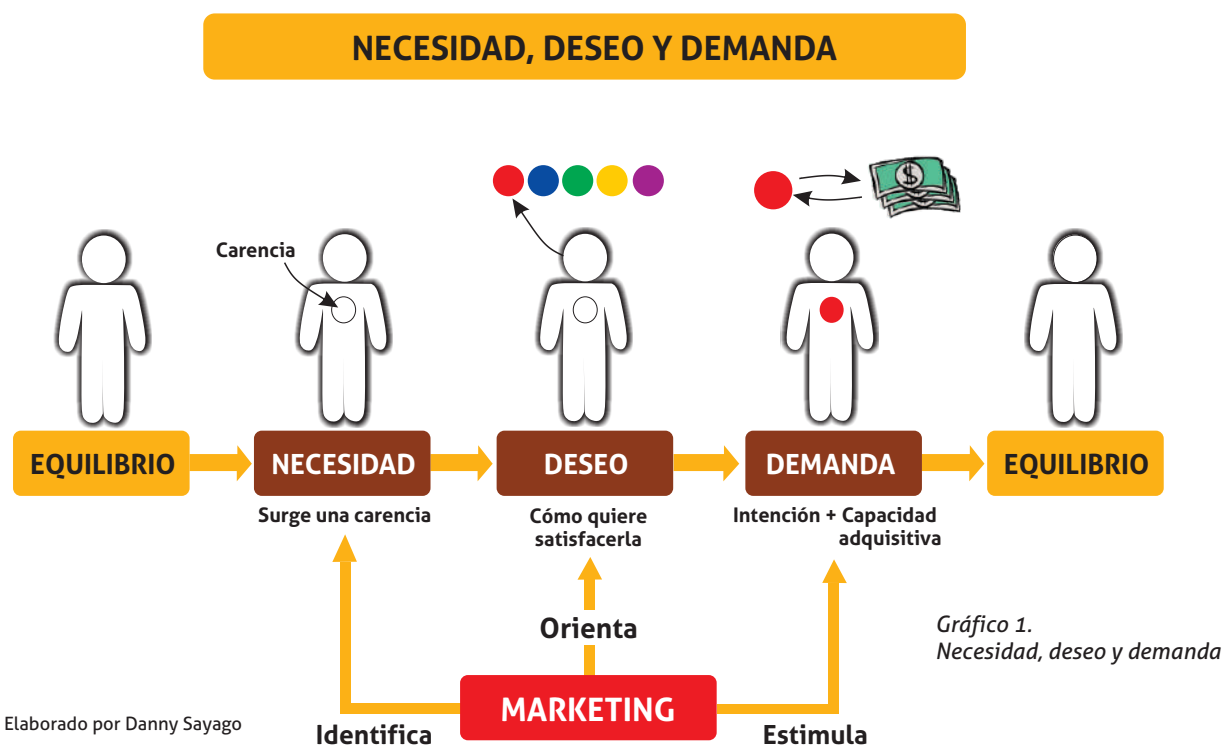 NECESIDAD, DESEO Y DEMANDA
Carencia
$
EQUILIBRIO
NECESIDAD
DESEO
DEMANDA
EQUILIBRIO
Surge una carencia
Cómo quiere
satisfacerla
Intención + Capacidad
adquisitiva
Orienta
Gráfico 1.
Necesidad, deseo y demanda
MARKETING
Elaborado por Danny Sayago
Identifica
Estimula